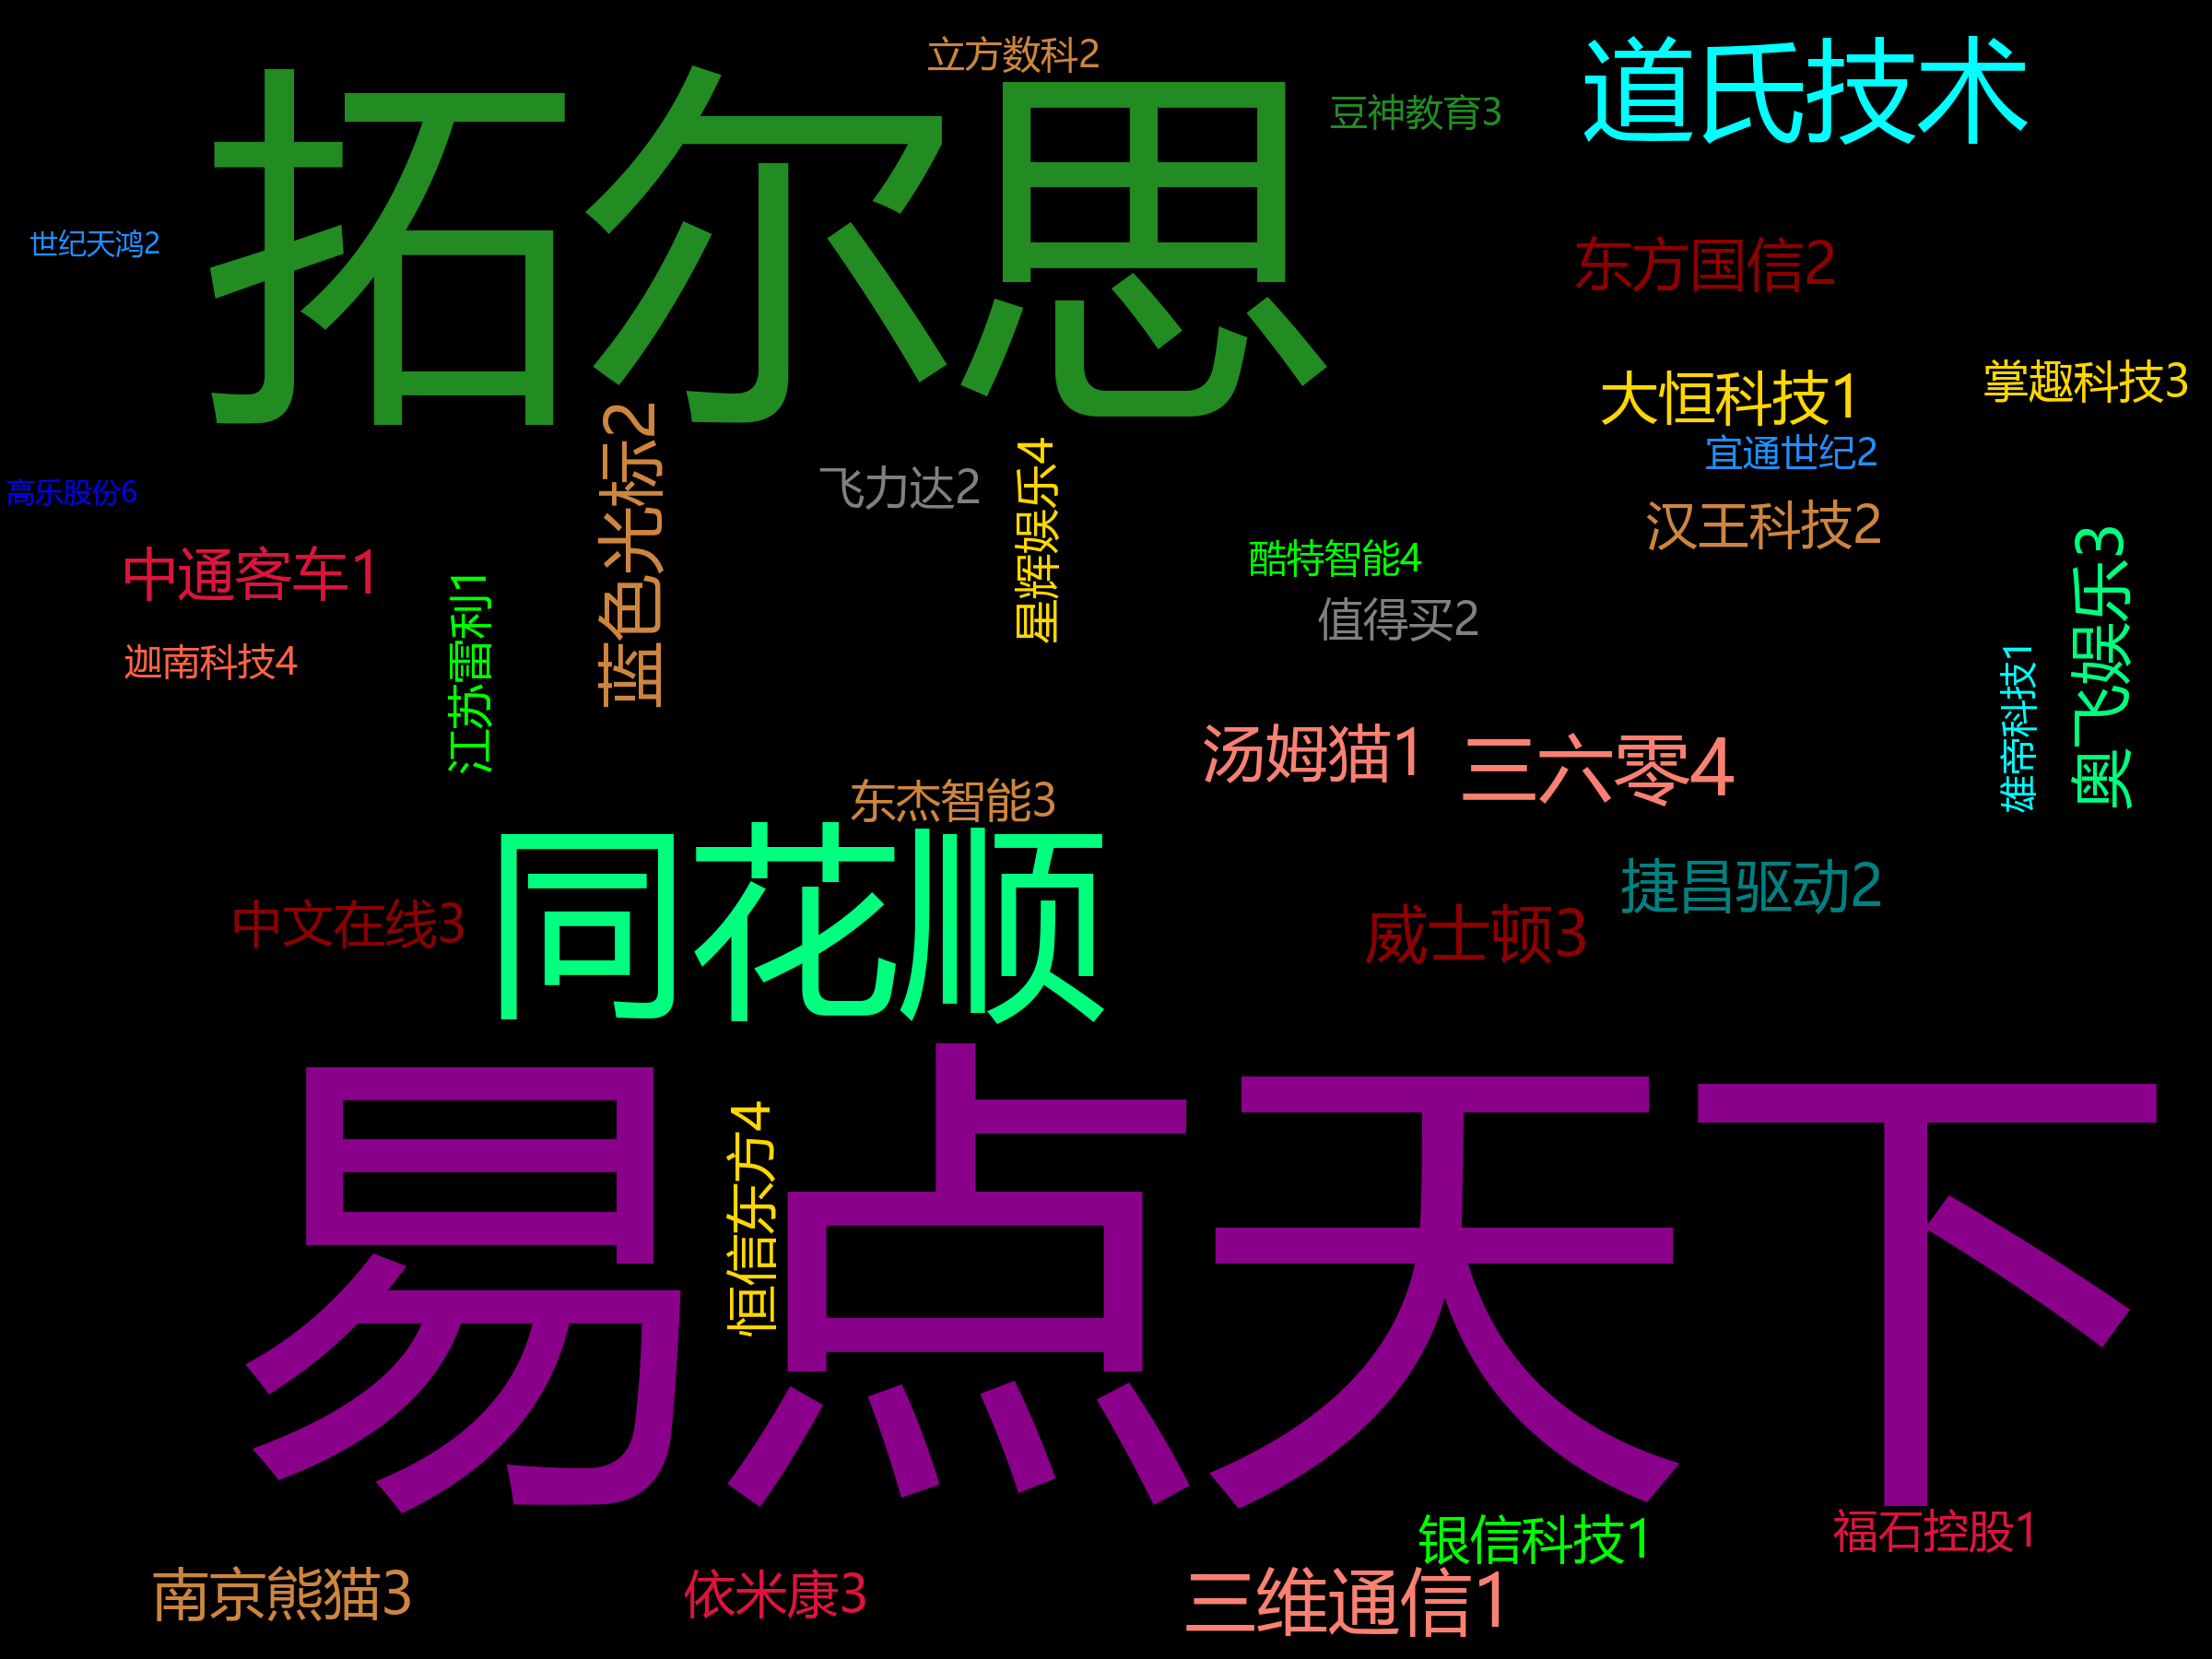 立方数科2
道氏技术
拓尔思
豆神教育3
世纪天鸿2
东方国信2
大恒科技1
掌趣科技3
宜通世纪2
蓝色光标2
飞力达2
星辉娱乐4
高乐股份6
汉王科技2
中通客车1
酷特智能4
奥飞娱乐3
江苏雷利1
值得买2
迦南科技4
雄帝科技1
汤姆猫1
三六零4
东杰智能3
同花顺
捷昌驱动2
中文在线3
威士顿3
易点天下
恒信东方4
银信科技1
福石控股1
南京熊猫3
依米康3
三维通信1